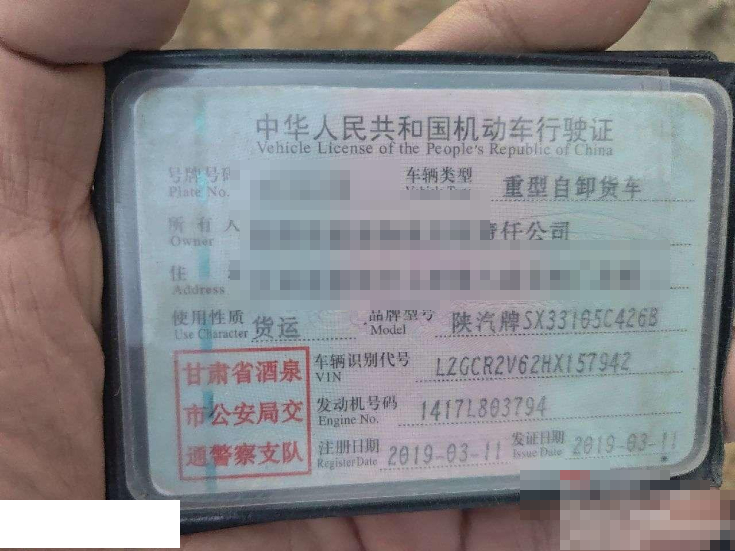 中华人民共和国机动车行驶证
Vehicle License of the People's Republic of China
号牌号码 车辆类型 重型自卸货车
Plate No.
所有人 责任公司
Owner
住
Address
使用性质 货运 品牌型号 陕汽牌SX33105C426B
Use Character Model
车辆识别代号 LZGCR2V62HX157942
VIN
发动机号码 1417L803794
Engine No.
注册日期 2019-03-11 发证日期 2019-03-11
Register Date Issue Date
甘肃省酒泉
市公安局交
通警察支队